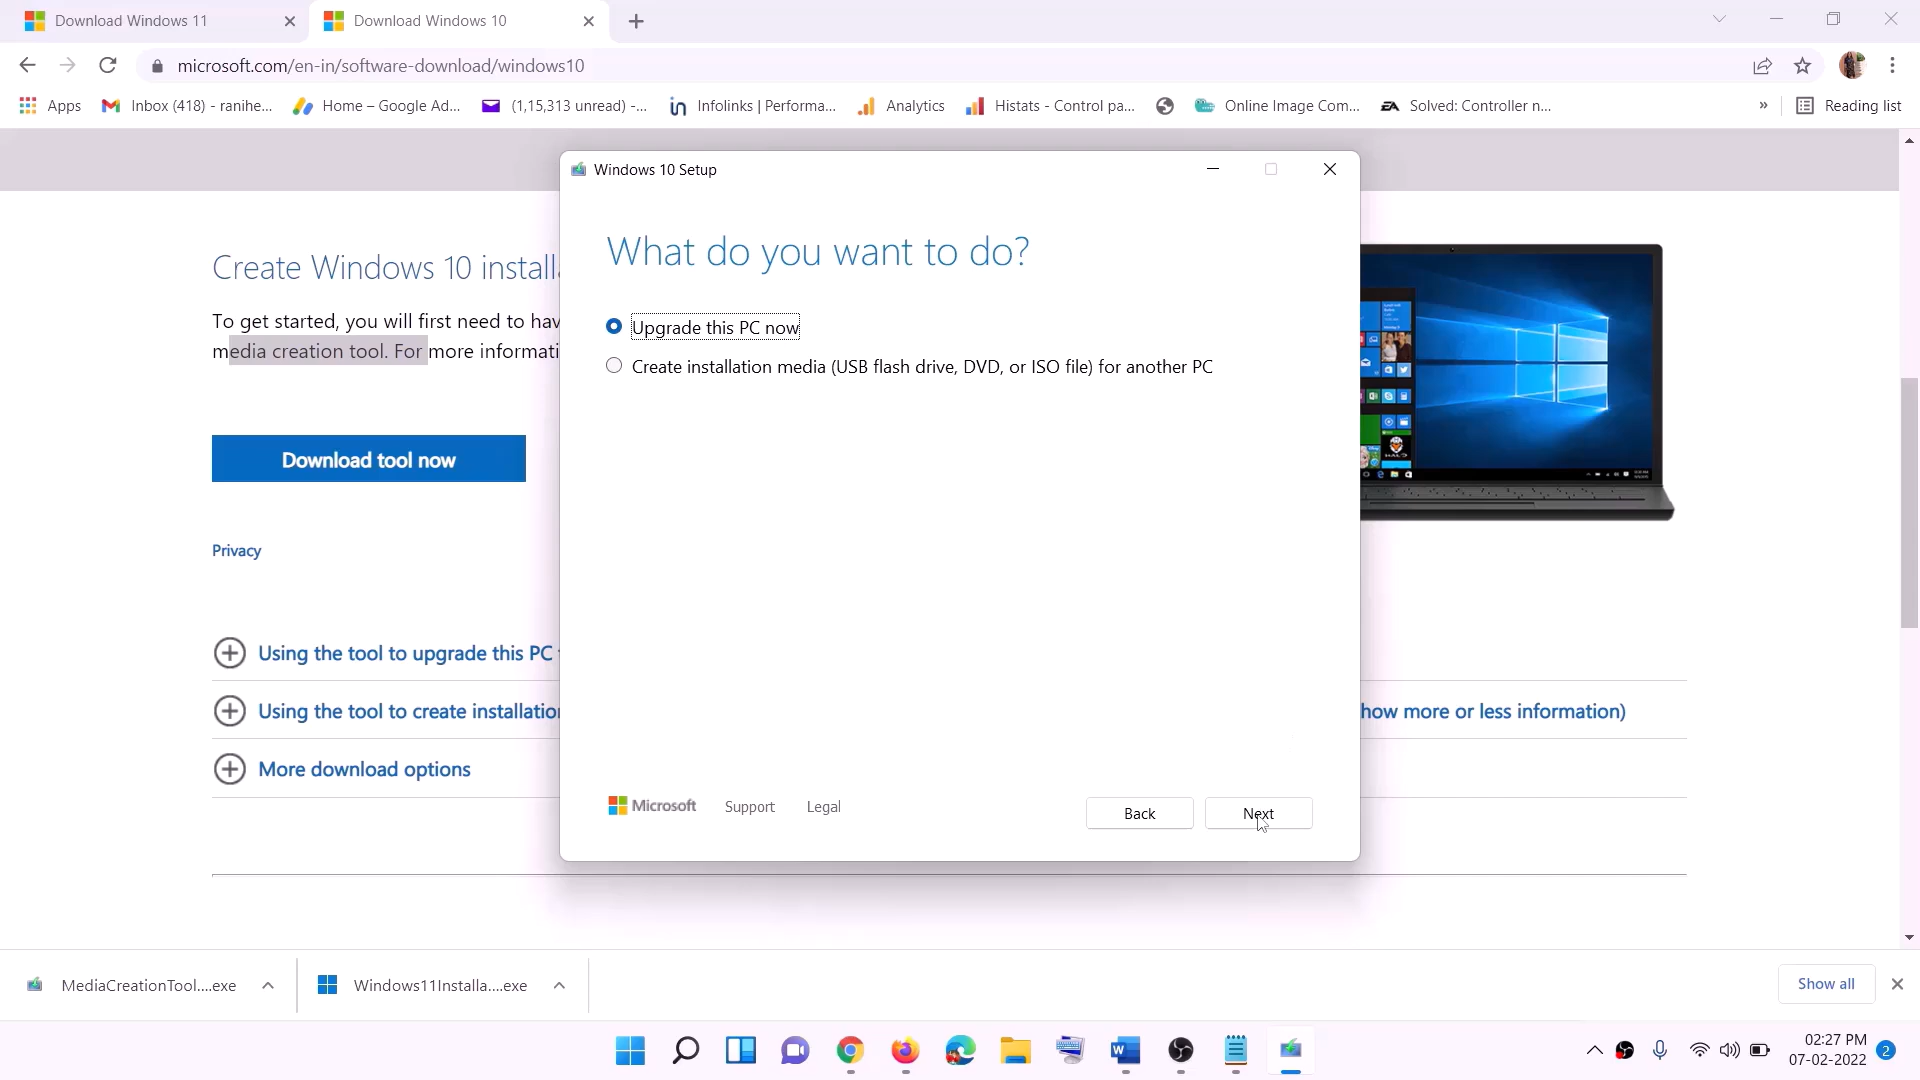 Download Windows 11
Download Windows 10
microsoft.com/en-in/software-download/windows10
Apps
Inbox (418) - ranihe...
Home – Google Ad...
(1,15,313 unread) -...
Infolinks | Performa...
Analytics
Histats - Control pa...
Online Image Com...
Solved: Controller n...
»
Reading list
Windows 10 Setup
What do you want to do?
Upgrade this PC now
Create installation media (USB flash drive, DVD, or ISO file) for another PC
Microsoft
Support
Legal
Back
Next
Create Windows 10 install
To get started, you will first need to hav
media creation tool. For more informati
Download tool now
Privacy
Using the tool to upgrade this PC
Using the tool to create installation
how more or less information)
More download options
MediaCreationTool....exe
Windows11Installa....exe
Show all
02:27 PM
07-02-2022
2